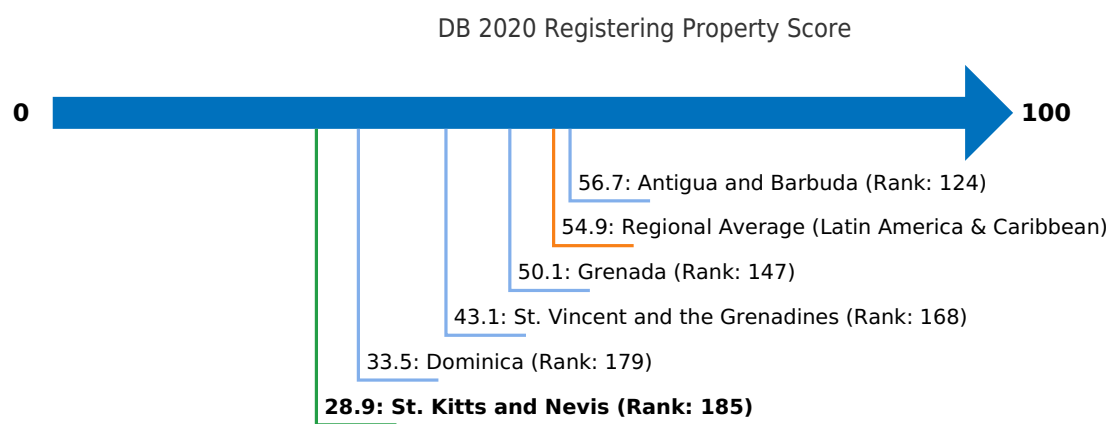 DB 2020 Registering Property Score
0
100
56.7: Antigua and Barbuda (Rank: 124)
54.9: Regional Average (Latin America & Caribbean)
50.1: Grenada (Rank: 147)
43.1: St. Vincent and the Grenadines (Rank: 168)
33.5: Dominica (Rank: 179)
28.9: St. Kitts and Nevis (Rank: 185)